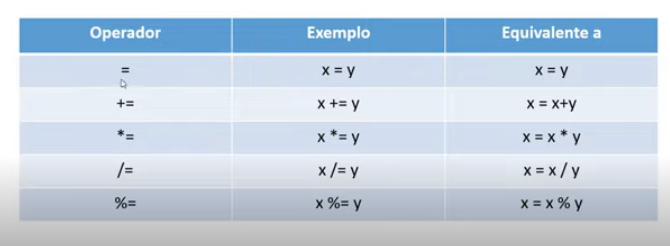 Operador Exemplo Equivalente a
= x = y x = y
+= x += y x = x+y
*= x *= y x = x * y
/= x /= y x = x / y
%= x %= y x = x % y